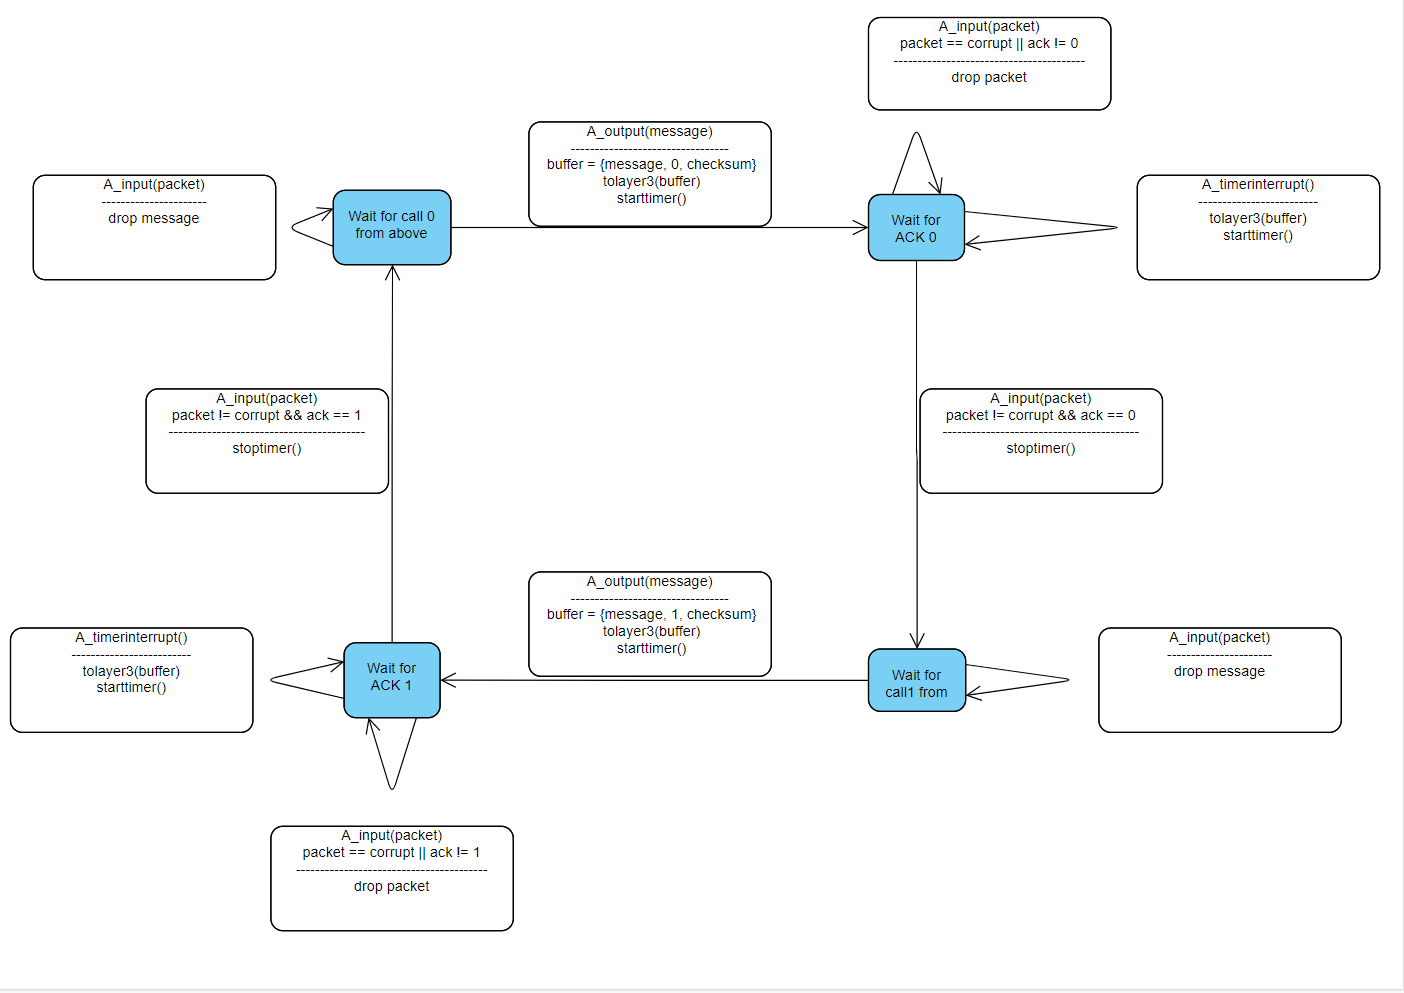 A_input(packet)
packet == corrupt || ack != 0
----------------------------------------
drop packet
A_output(message)
---------------------------------
buffer = {message, 0, checksum}
tolayer3(buffer)
starttimer()
A_input(packet)
----------------------
drop message
Wait for call 0
from above
Wait for
ACK 0
A_timerinterrupt()
-------------------------
tolayer3(buffer)
starttimer()
A_input(packet)
packet != corrupt && ack == 1
-----------------------------------------
stoptimer()
A_input(packet)
packet != corrupt && ack == 0
-----------------------------------------
stoptimer()
A_output(message)
---------------------------------
buffer = {message, 1, checksum}
tolayer3(buffer)
starttimer()
A_timerinterrupt()
-------------------------
tolayer3(buffer)
starttimer()
Wait for
ACK 1
Wait for
call1 from
A_input(packet)
----------------------
drop message
A_input(packet)
packet == corrupt || ack != 1
----------------------------------------
drop packet